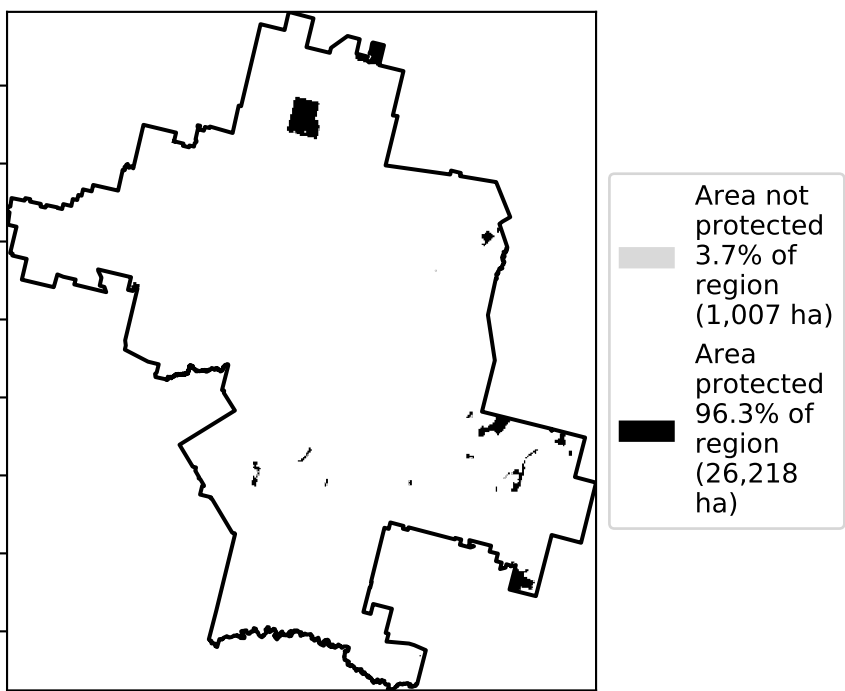 Area not
protected
3.7% of
region
(1,007 ha)
Area
protected
96.3% of
region
(26,218
ha)